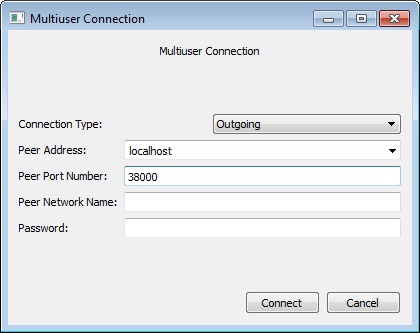 Multiuser Connection
Multiuser Connection
Connection Type: Outgoing
Peer Address: localhost
Peer Port Number: 38000
Peer Network Name:
Password:
Connect Cancel